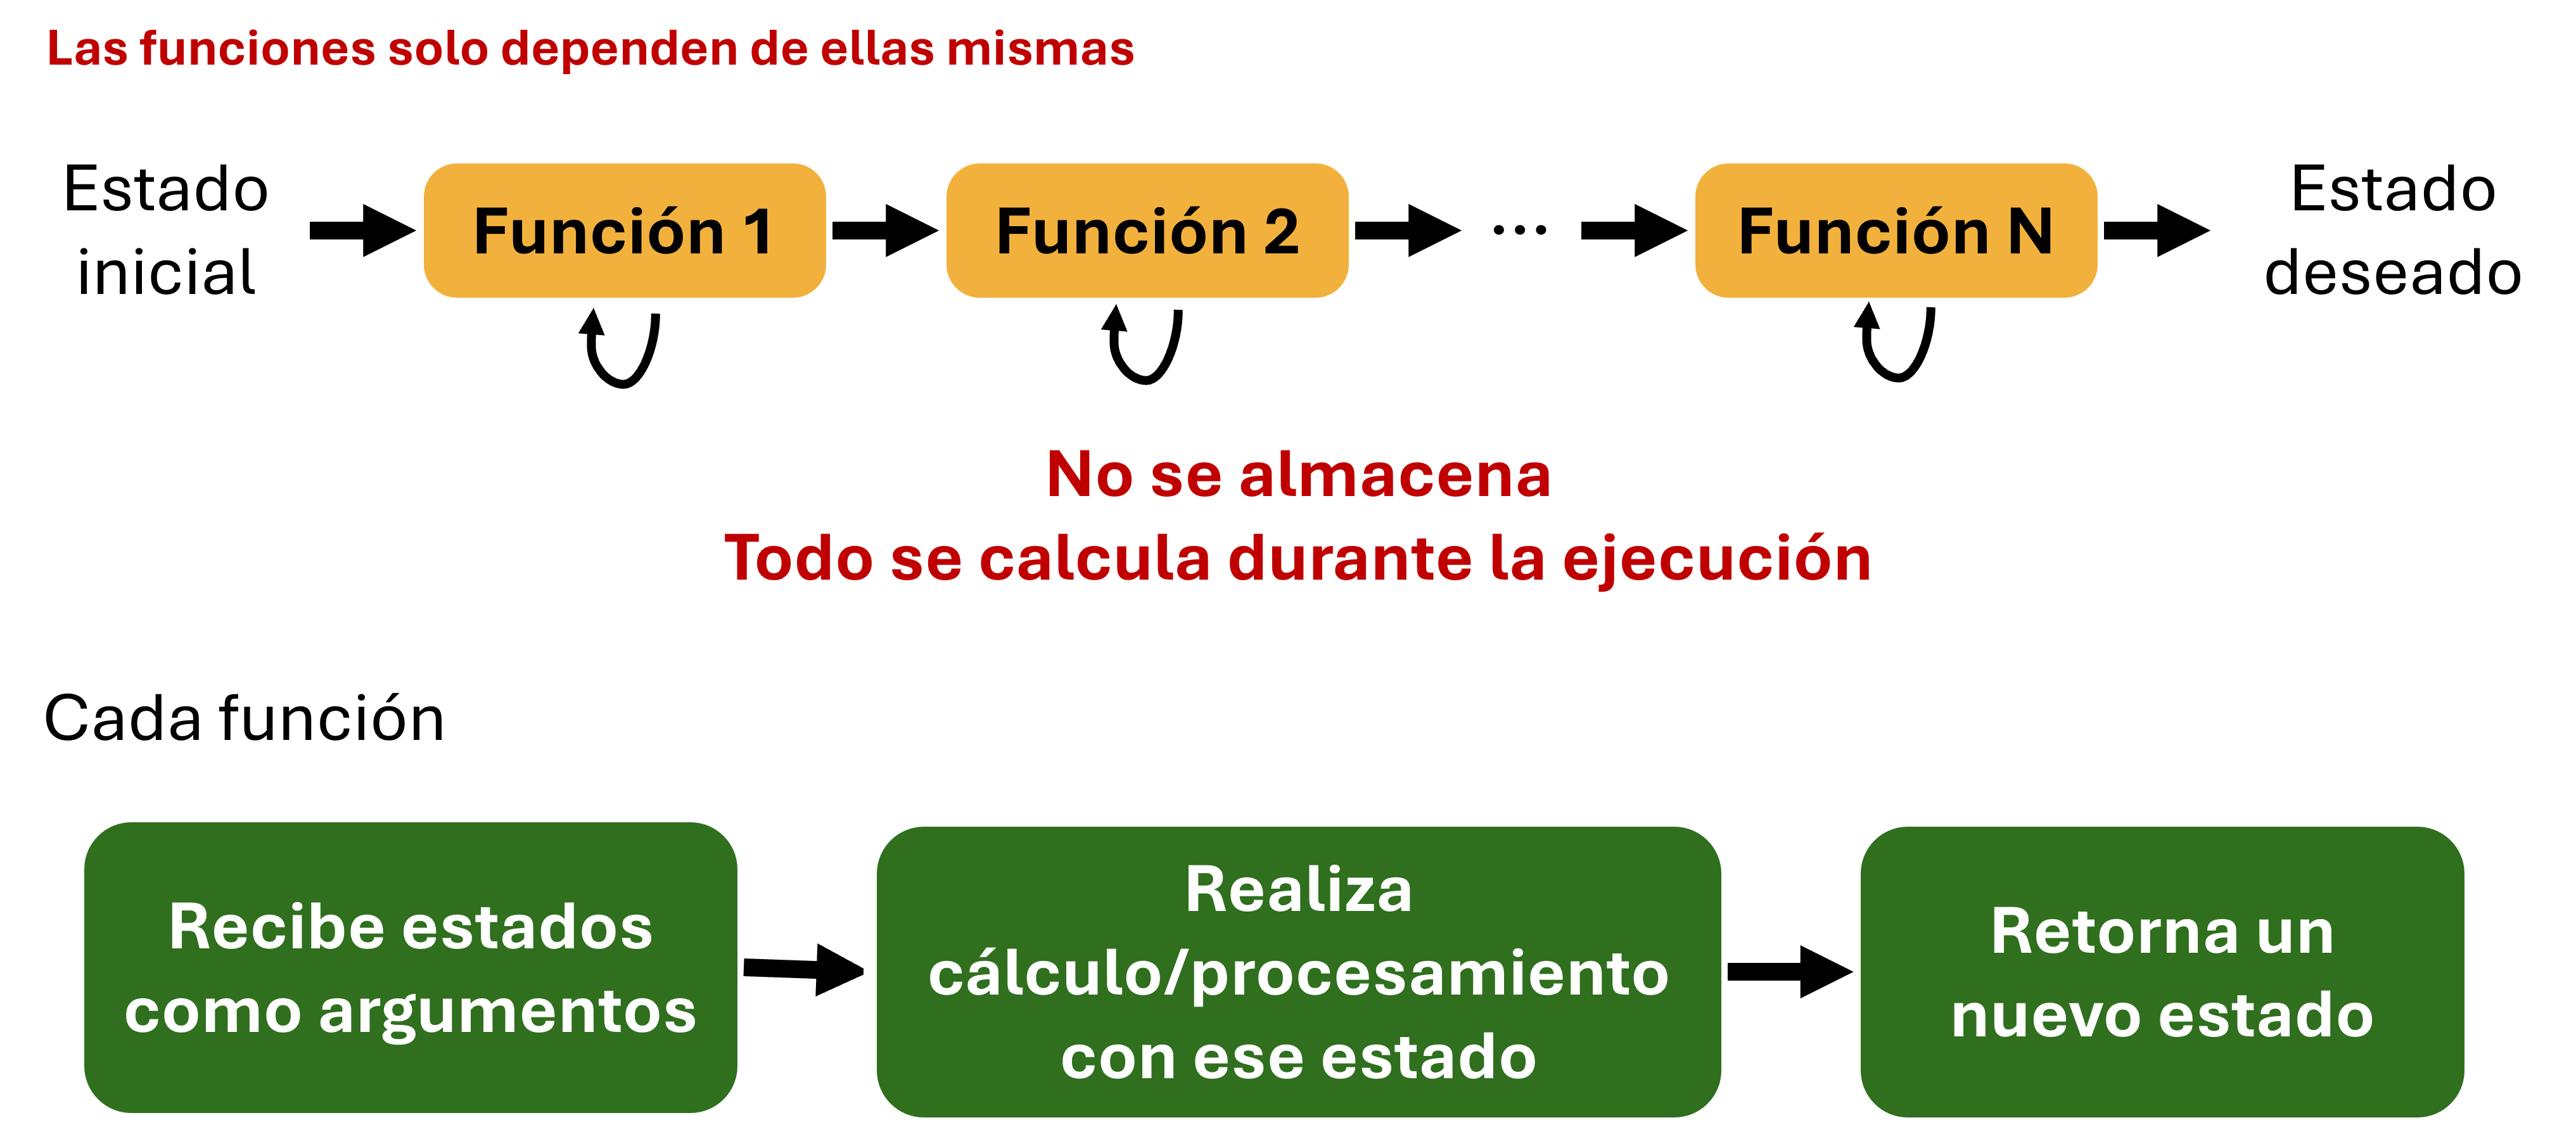 Las funciones solo dependen de ellas mismas
Estado
inicial
Función 1
Función 2
...
Función N
Estado
deseado
No se almacena
Todo se calcula durante la ejecución
Cada función
Recibe estados
como argumentos
Realiza
cálculo/procesamiento
con ese estado
Retorna un
nuevo estado